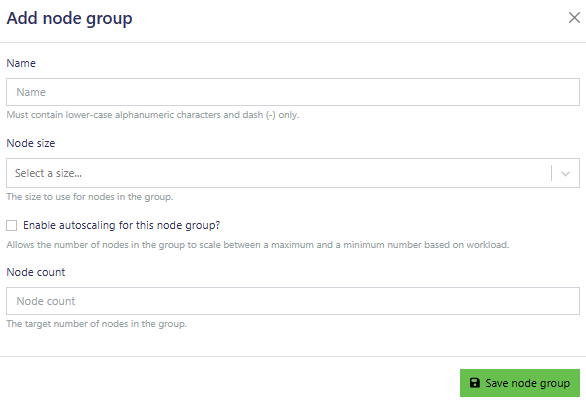 Add node group
Name
Name
Must contain lower-case alphanumeric characters and dash (-) only.
Node size
Select a size...
The size to use for nodes in the group.
Enable autoscaling for this node group?
Allows the number of nodes in the group to scale between a maximum and a minimum number based on workload.
Node count
Node count
The target number of nodes in the group.
Save node group